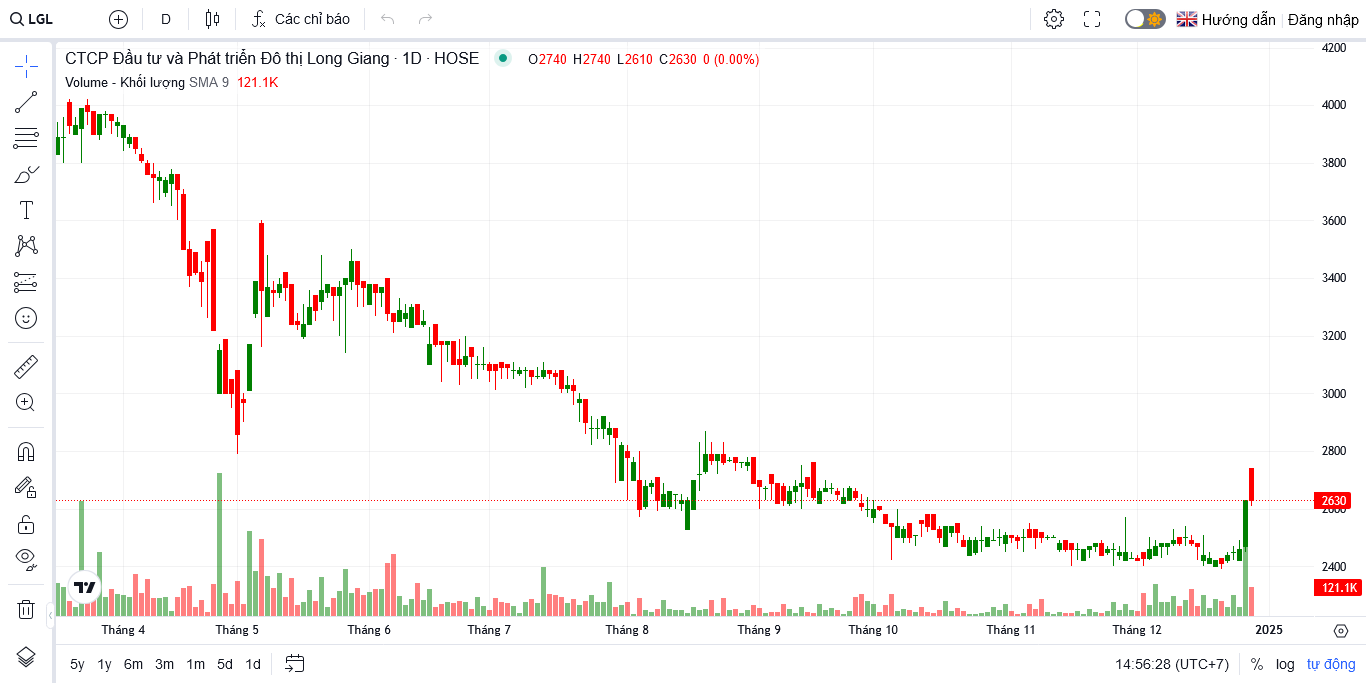 LGL D Các chỉ báo Hướng dẫn Đăng nhập
CTCP Đầu tư và Phát triển Đô thị Long Giang · 1D · HOSE O2740 H2740 L2610 C2630 0 (0.00%)
Volume - Khối lượng SMA 9 121.1K
4200
4000
3800
3600
3400
3200
3000
2800
2630
2600
2400
121.1K
Tháng 4 Tháng 5 Tháng 6 Tháng 7 Tháng 8 Tháng 9 Tháng 10 Tháng 11 Tháng 12 2025
5y 1y 6m 3m 1m 5d 1d 14:56:28 (UTC+7) % log tự động